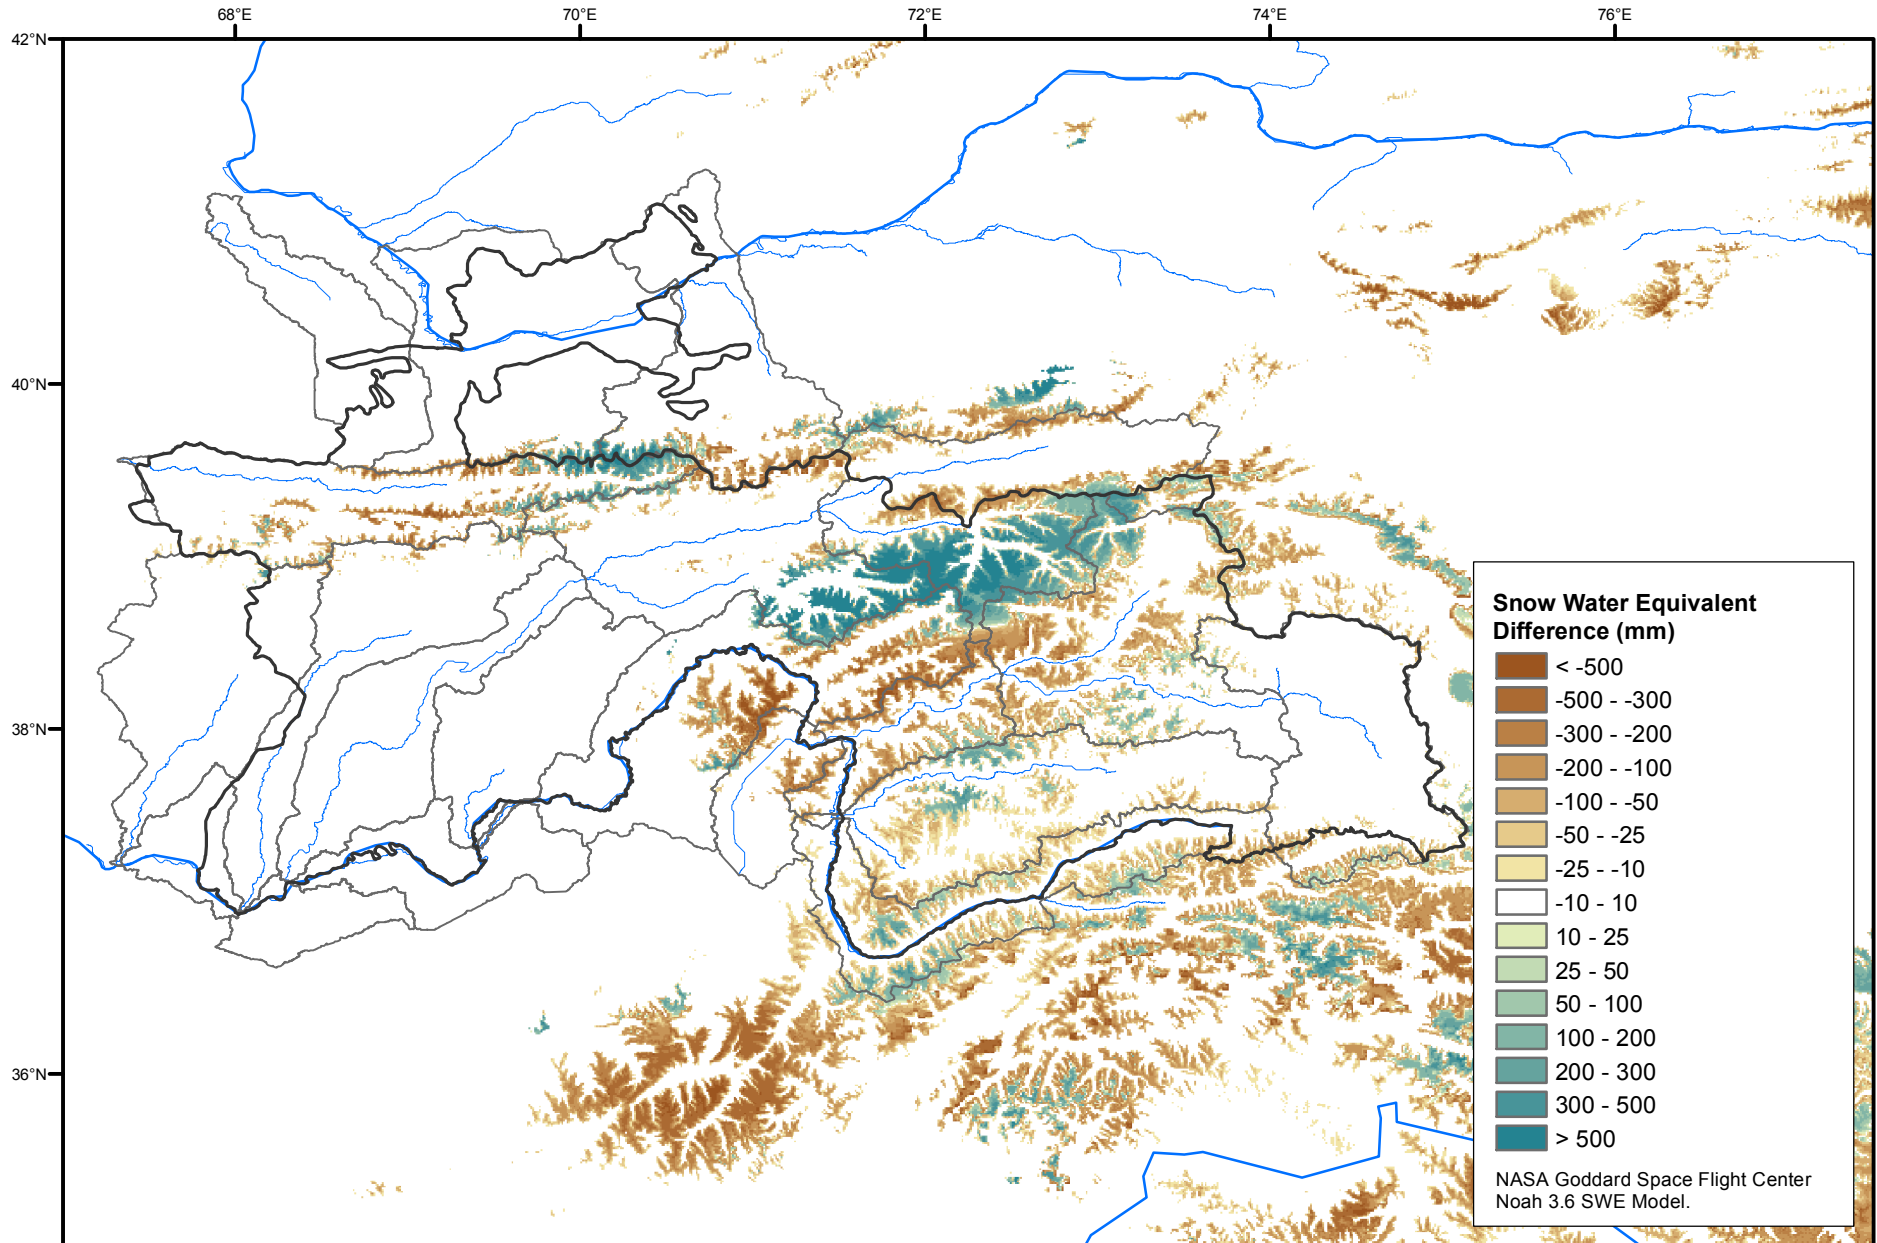 68°E
70°E
72°E
74°E
76°E
42°N
40°N
38°N
36°N
Snow Water Equivalent
Difference (mm)
< -500
-500 - -300
-300 - -200
-200 - -100
-100 - -50
-50 - -25
-25 - -10
-10 - 10
10 - 25
25 - 50
50 - 100
100 - 200
200 - 300
300 - 500
> 500
NASA Goddard Space Flight Center
Noah 3.6 SWE Model.